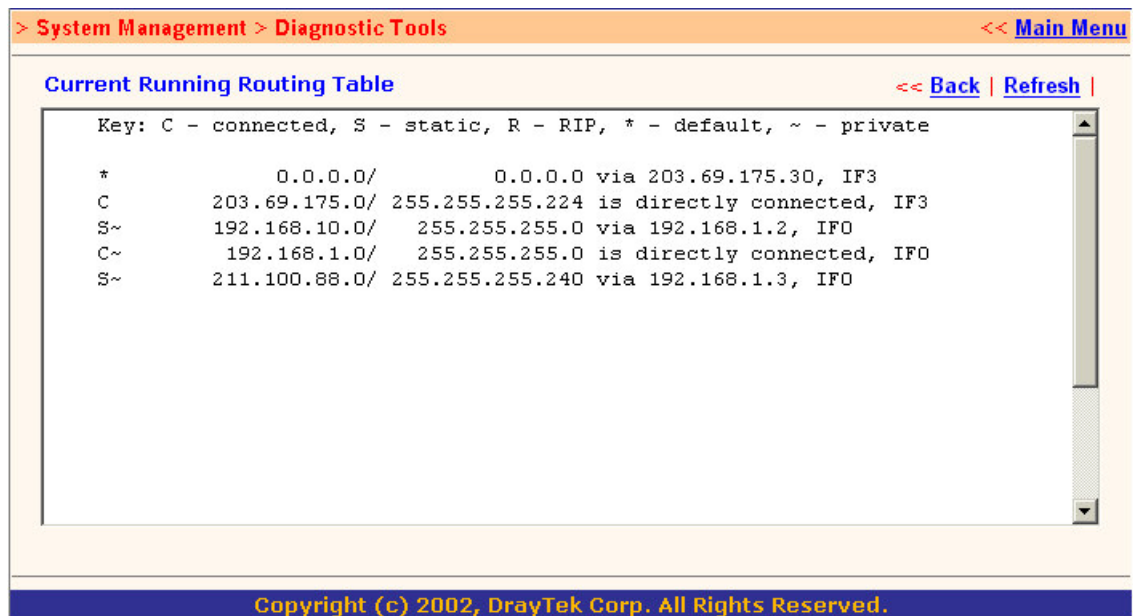 > System Management > Diagnostic Tools << Main Menu
Current Running Routing Table << Back | Refresh |
Key: C - connected, S - static, R - RIP, * - default, ~ - private
* 0.0.0.0/ 0.0.0.0 via 203.69.175.30, IF3
C 203.69.175.0/ 255.255.255.224 is directly connected, IF3
S~ 192.168.10.0/ 255.255.255.0 via 192.168.1.2, IF0
C~ 192.168.1.0/ 255.255.255.0 is directly connected, IF0
S~ 211.100.88.0/ 255.255.255.240 via 192.168.1.3, IF0
Copyright (c) 2002, DrayTek Corp. All Rights Reserved.